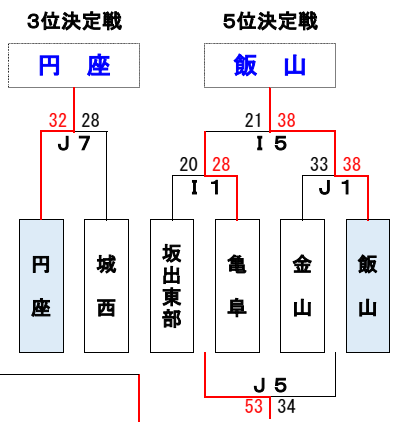 3位決定戦 5位決定戦
円 座 飯 山
32 28 21 38
J7 I5
20 28 33 38
I1 J1
円座 城西 坂出東部 亀阜 金山 飯山
J5
53 34